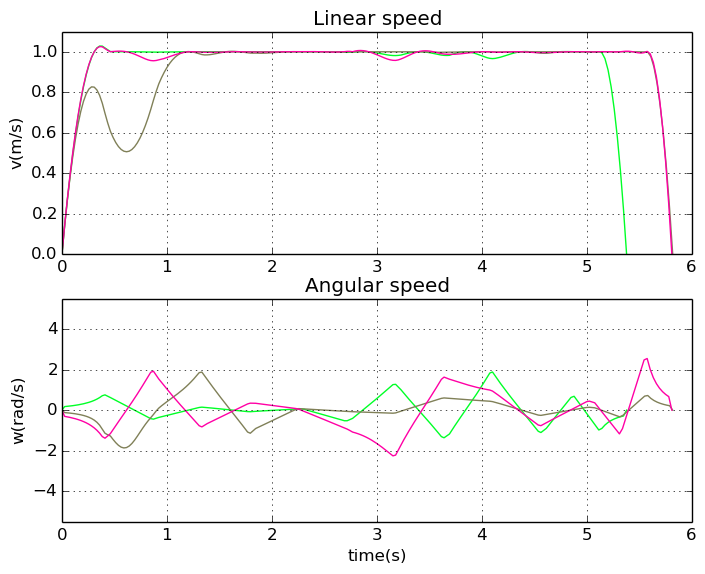 Linear speed
v(m/s)
1.0
0.8
0.6
0.4
0.2
0.0
0 1 2 3 4 5 6
Angular speed
w(rad/s)
4
2
0
−2
−4
0 1 2 3 4 5 6
time(s)